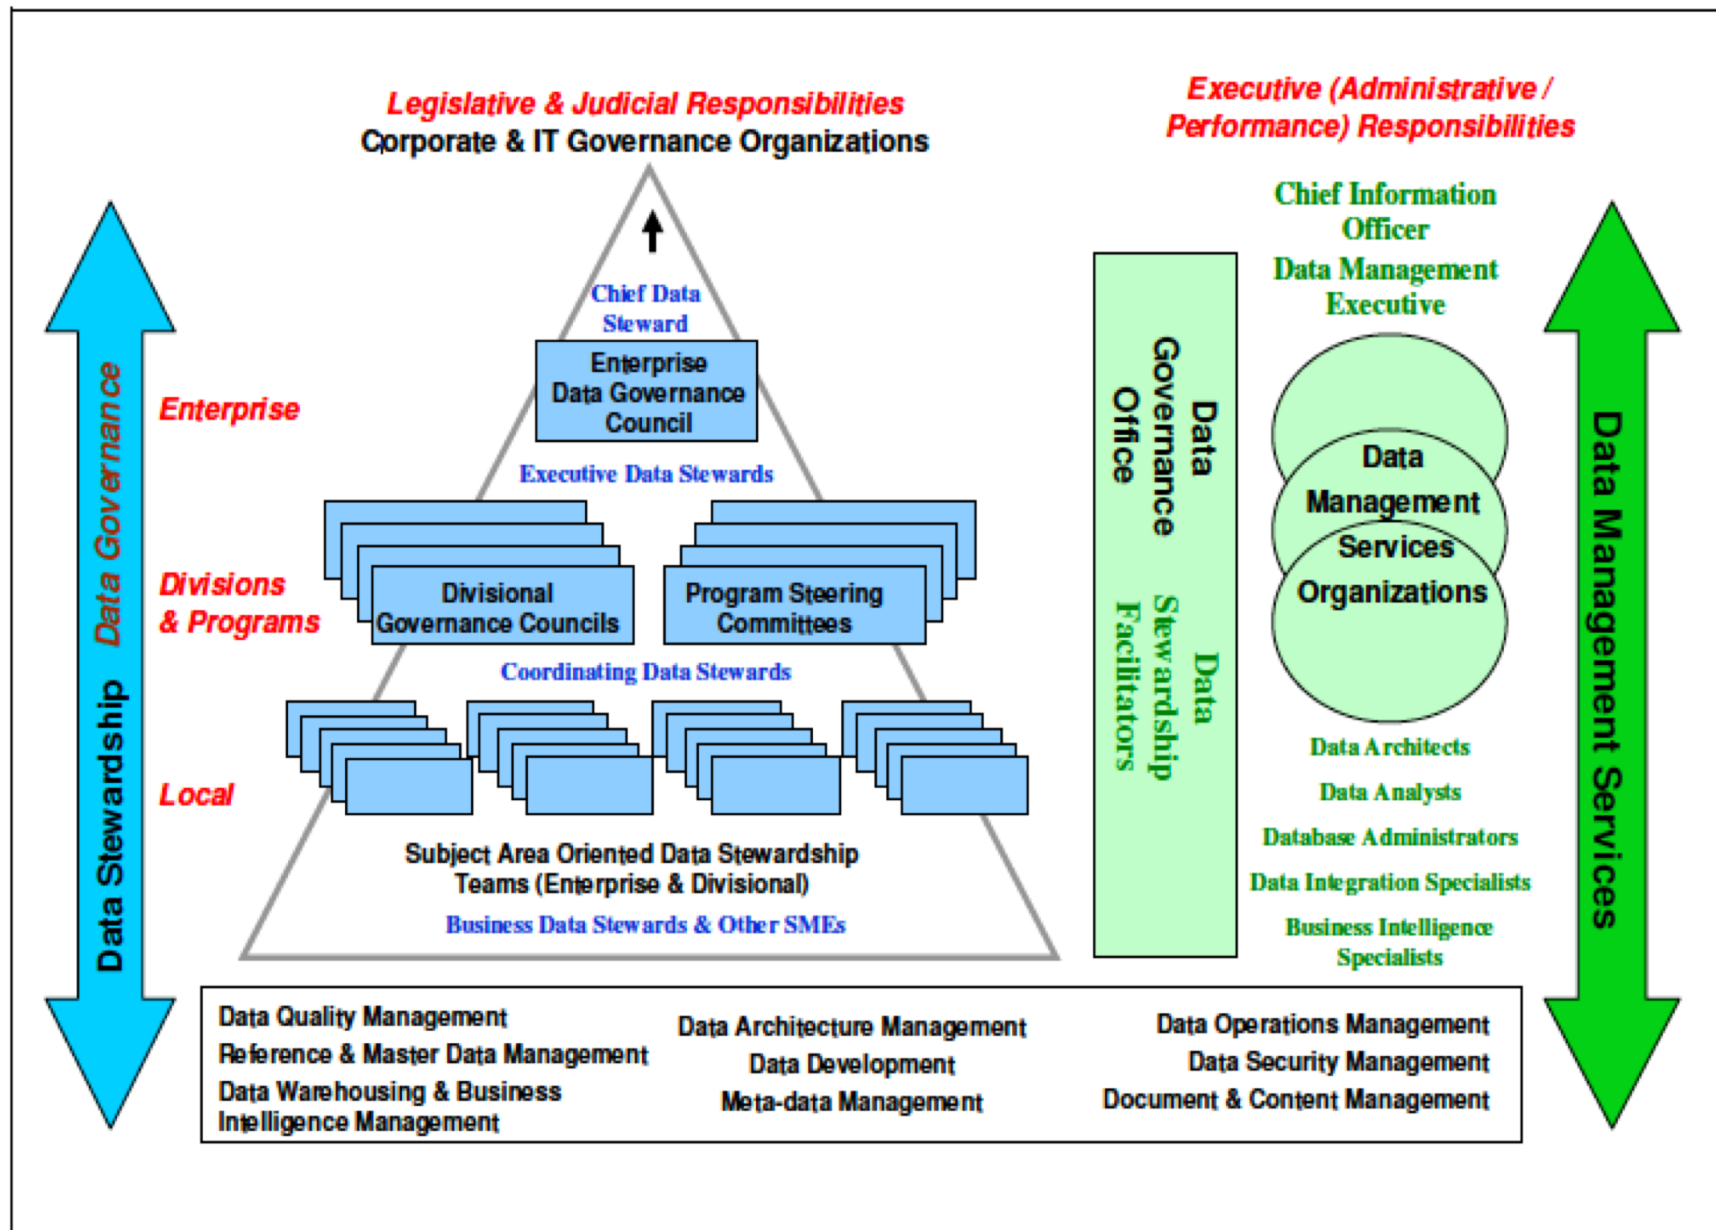 Legislative & Judicial Responsibilities
Corporate & IT Governance Organizations
Executive (Administrative /
Performance) Responsibilities
Data Stewardship Data Governance
Enterprise
Divisions
& Programs
Local
Chief Data
Steward
Enterprise
Data Governance
Council
Executive Data Stewards
Divisional
Governance Councils
Program Steering
Committees
Coordinating Data Stewards
Subject Area Oriented Data Stewardship
Teams (Enterprise & Divisional)
Business Data Stewards & Other SMEs
Data
Governance
Office
Data
Stewardship
Facilitators
Chief Information
Officer
Data Management
Executive
Data
Management
Services
Organizations
Data Architects
Data Analysts
Database Administrators
Data Integration Specialists
Business Intelligence
Specialists
Data Management Services
Data Quality Management
Reference & Master Data Management
Data Warehousing & Business
Intelligence Management
Data Architecture Management
Data Development
Meta-data Management
Data Operations Management
Data Security Management
Document & Content Management